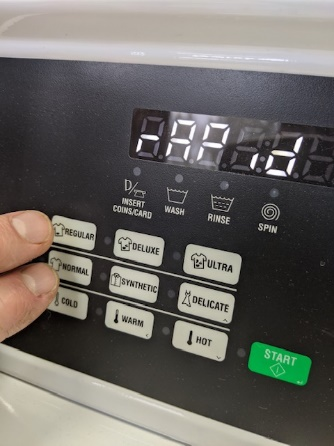 rAPid
D/
INSERT
COINS/CARD
WASH
RINSE
SPIN
REGULAR
DELUXE
ULTRA
NORMAL
SYNTHETIC
DELICATE
COLD
WARM
HOT
START